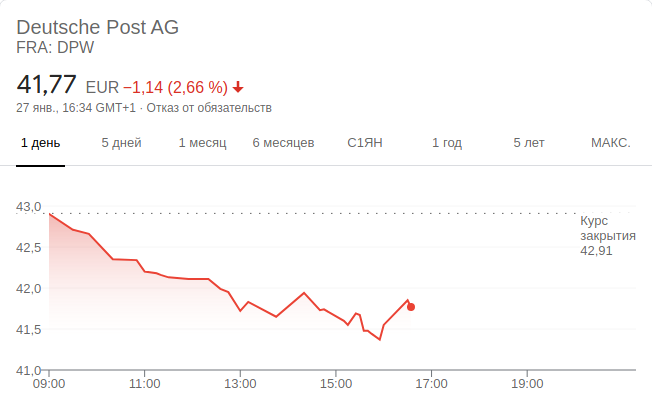 Deutsche Post AG
FRA: DPW
41,77 EUR −1,14 (2,66 %)
27 янв., 16:34 GMT+1 · Отказ от обязательств
1 день 5 дней 1 месяц 6 месяцев С1ЯН 1 год 5 лет МАКС.
43,0
Курс
закрытия
42,91
42,5
42,0
41,5
41,0
09:00 11:00 13:00 15:00 17:00 19:00